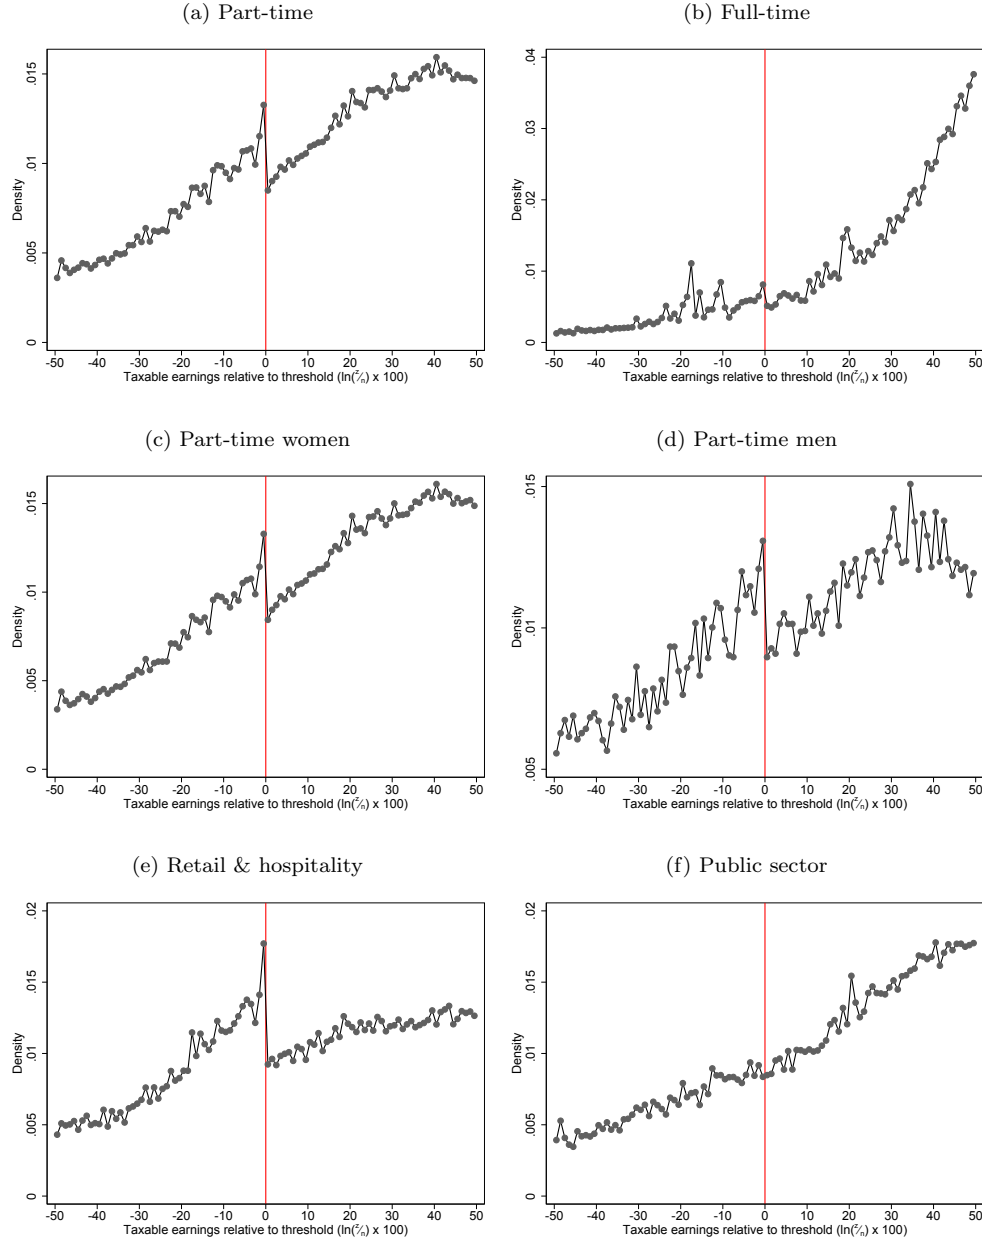 (a) Part-time
(b) Full-time
Density
0 .005 .01 .015
-50 -40 -30 -20 -10 0 10 20 30 40 50
Taxable earnings relative to threshold (ln(z/n) x 100)
Density
0 .01 .02 .03 .04
-50 -40 -30 -20 -10 0 10 20 30 40 50
Taxable earnings relative to threshold (ln(z/n) x 100)
(c) Part-time women
(d) Part-time men
Density
0 .005 .01 .015
-50 -40 -30 -20 -10 0 10 20 30 40 50
Taxable earnings relative to threshold (ln(z/n) x 100)
Density
.005 .010 .015
-50 -40 -30 -20 -10 0 10 20 30 40 50
Taxable earnings relative to threshold (ln(z/n) x 100)
(e) Retail & hospitality
(f) Public sector
Density
0 .005 .01 .015 .02
-50 -40 -30 -20 -10 0 10 20 30 40 50
Taxable earnings relative to threshold (ln(z/n) x 100)
Density
0 .005 .01 .015 .02
-50 -40 -30 -20 -10 0 10 20 30 40 50
Taxable earnings relative to threshold (ln(z/n) x 100)